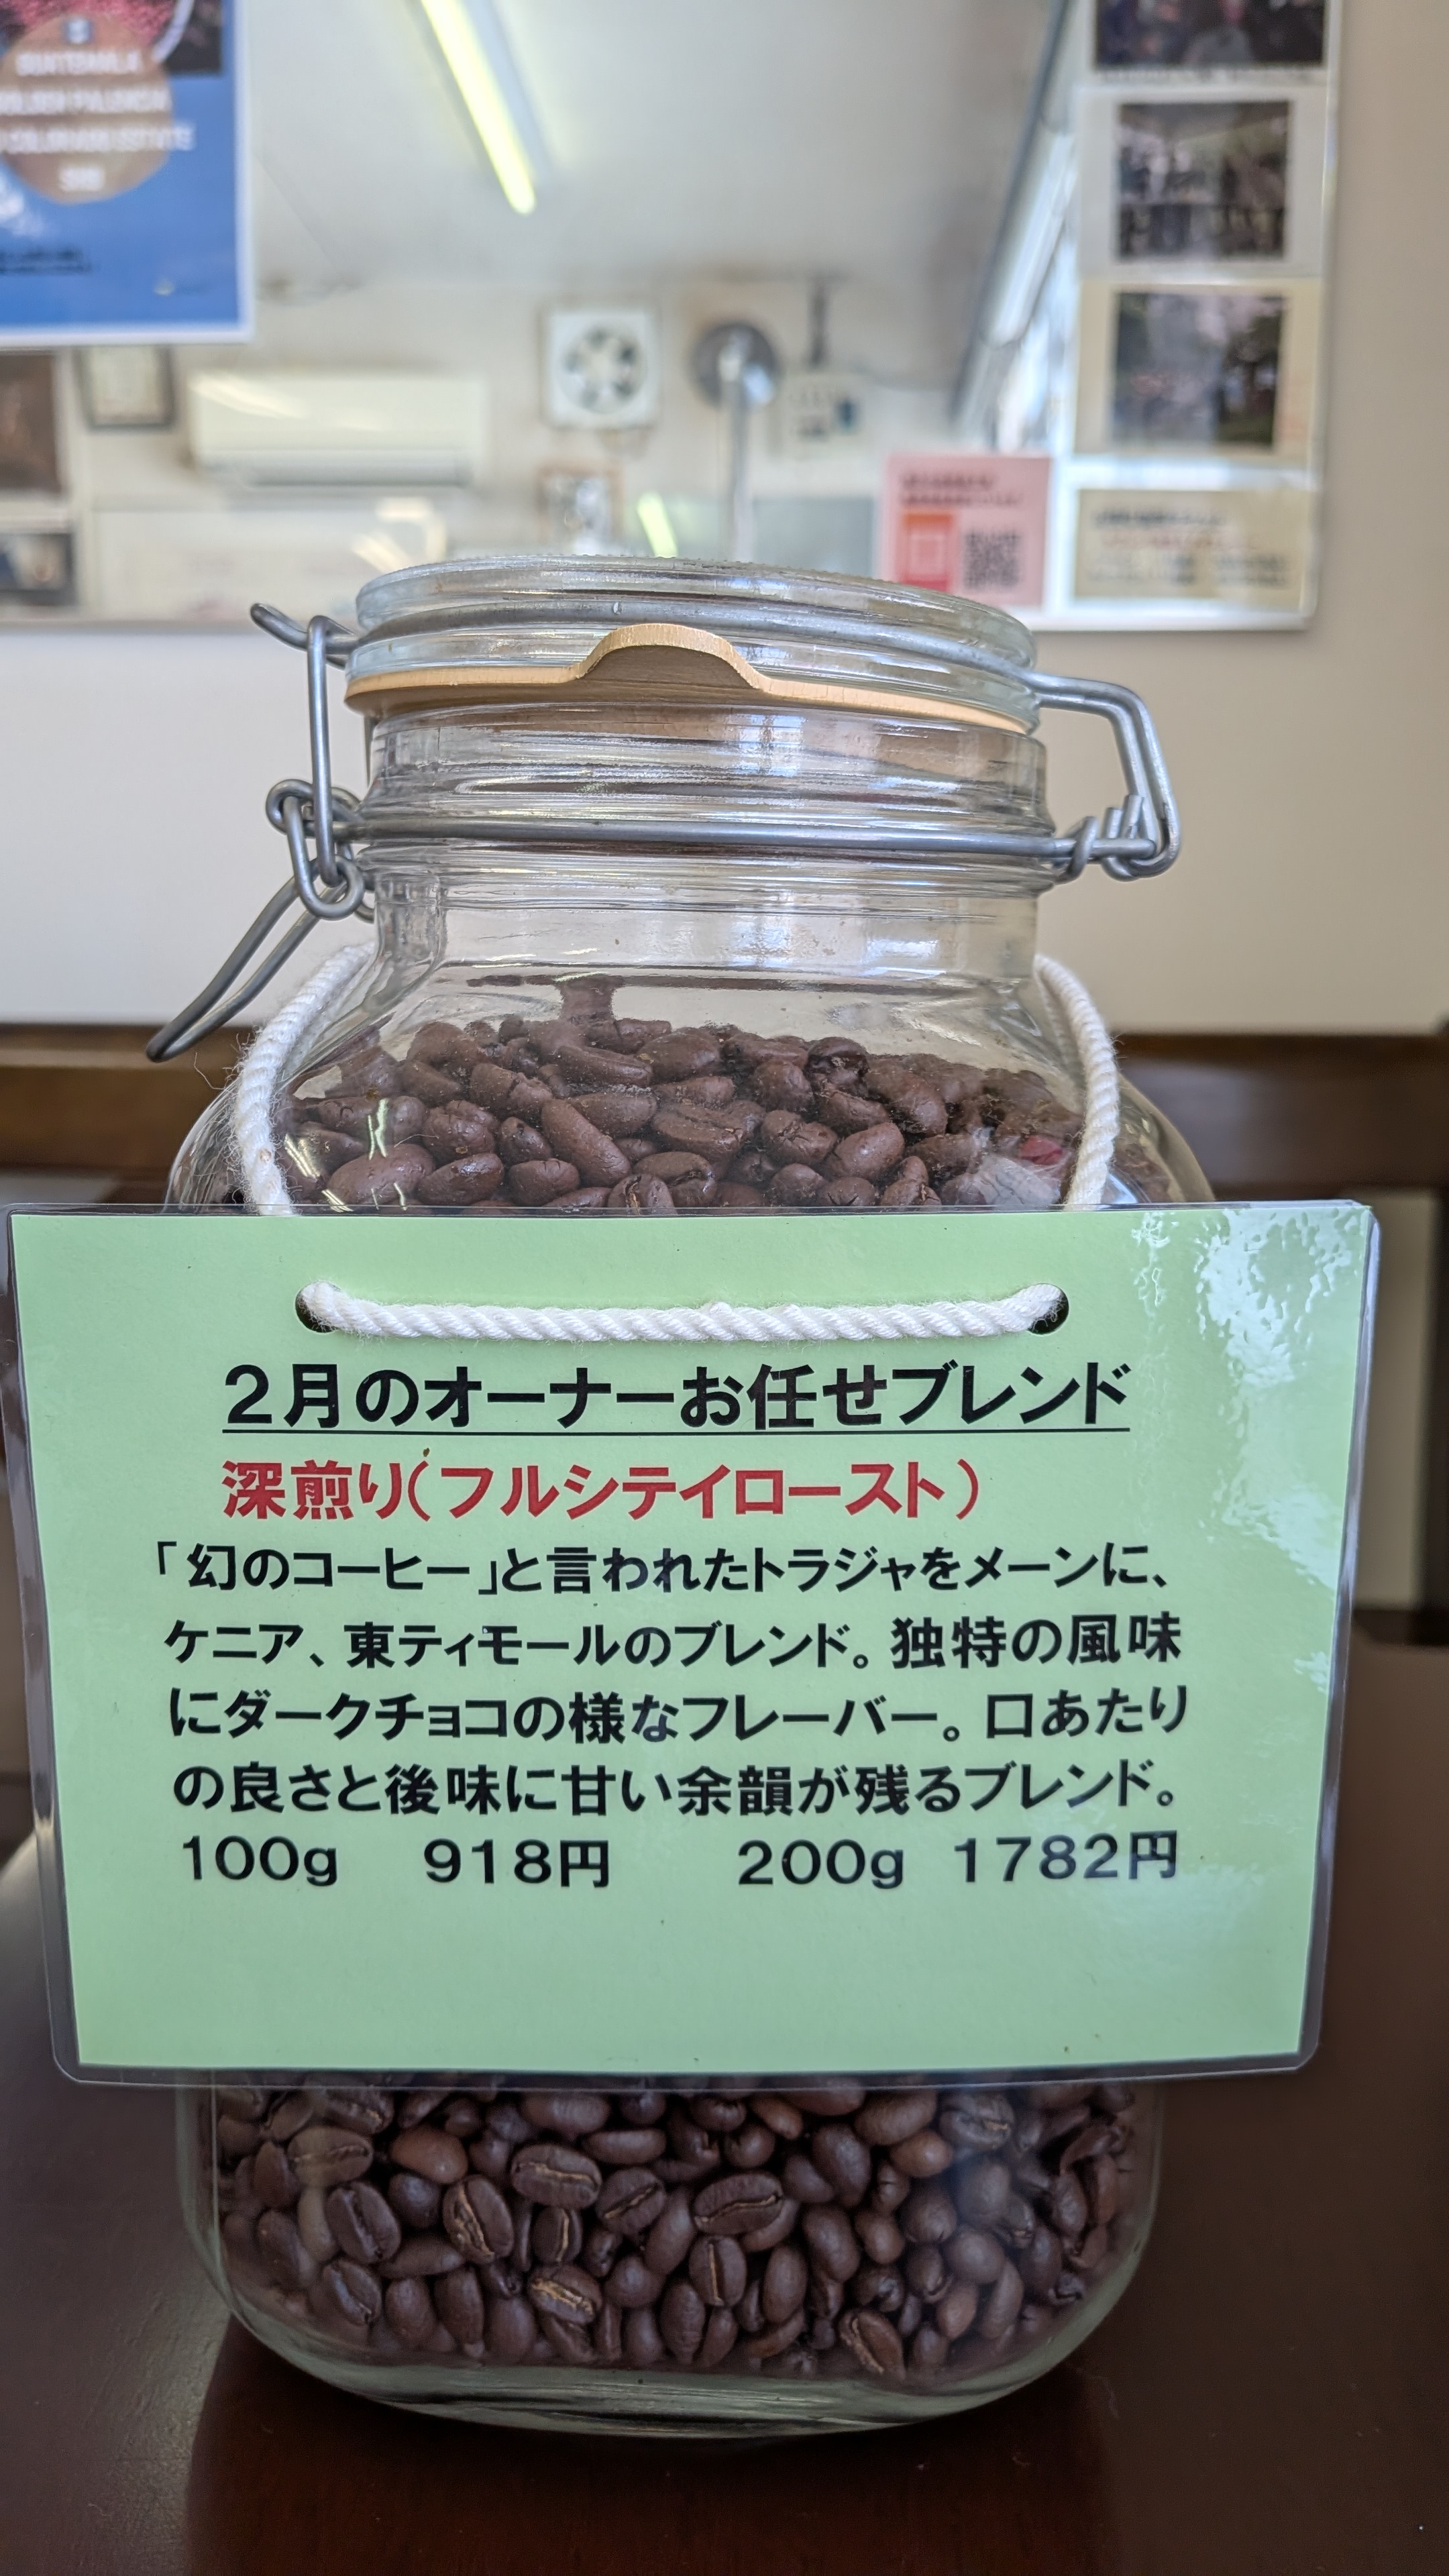 GUATEMALA
２月のオーナーお任せブレンド
深煎り（フルシテイロースト）
「幻のコーヒー」と言われたトラジャをメーンに、
ケニア、東ティモールのブレンド。独特の風味
にダークチョコの様なフレーバー。口あたり
の良さと後味に甘い余韻が残るブレンド。
100g 918円 200g 1782円